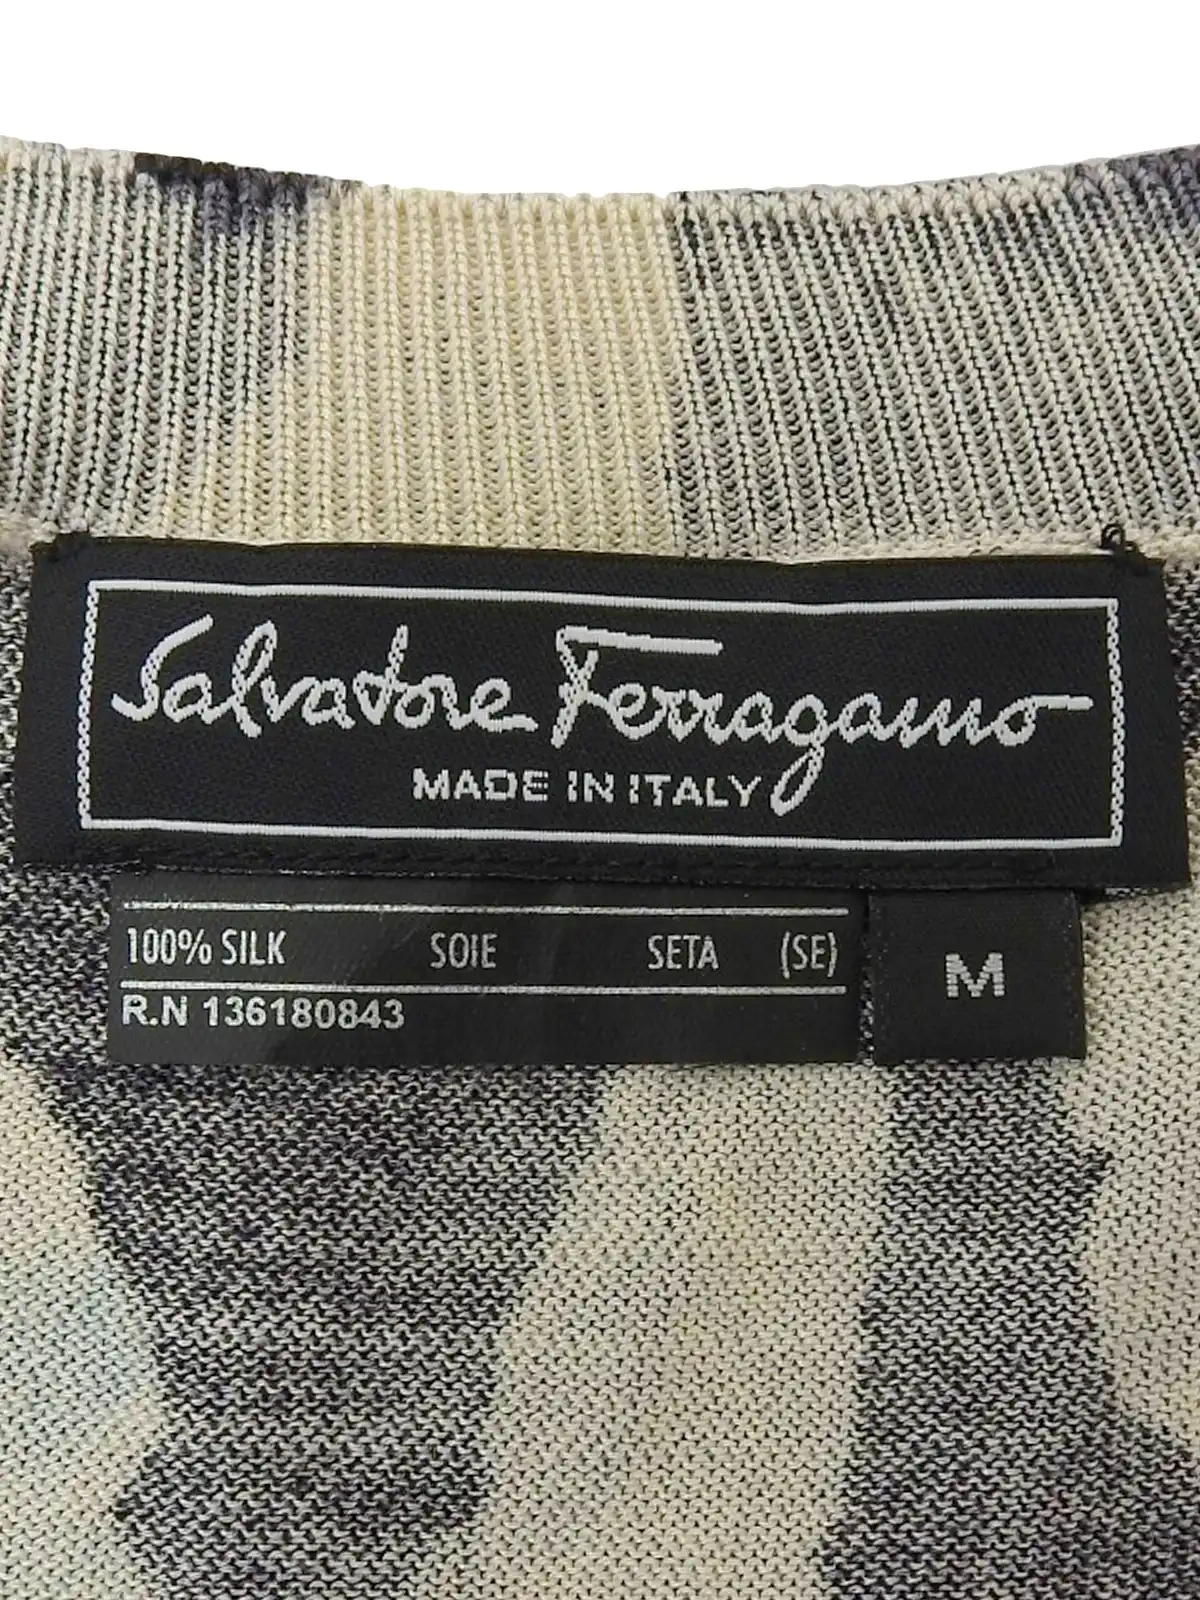 Salvatore Ferragamo
MADE IN ITALY
100% SILK SOIE SETA (SE)
R.N 136180843
M